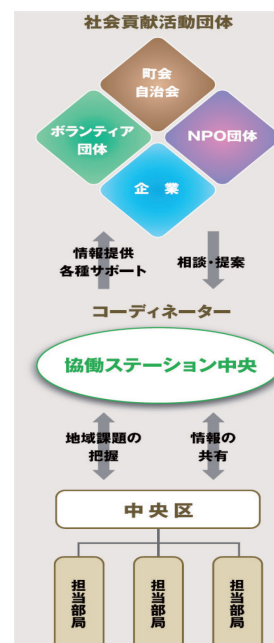 社会貢献活動団体
町会
自治会
ボランティア
団体
NPO団体
企 業
情報提供
各種サポート
相談・提案
コーディネーター
協働ステーション中央
地域課題の
把握
情報の
共有
中央区
担当部局
担当部局
担当部局